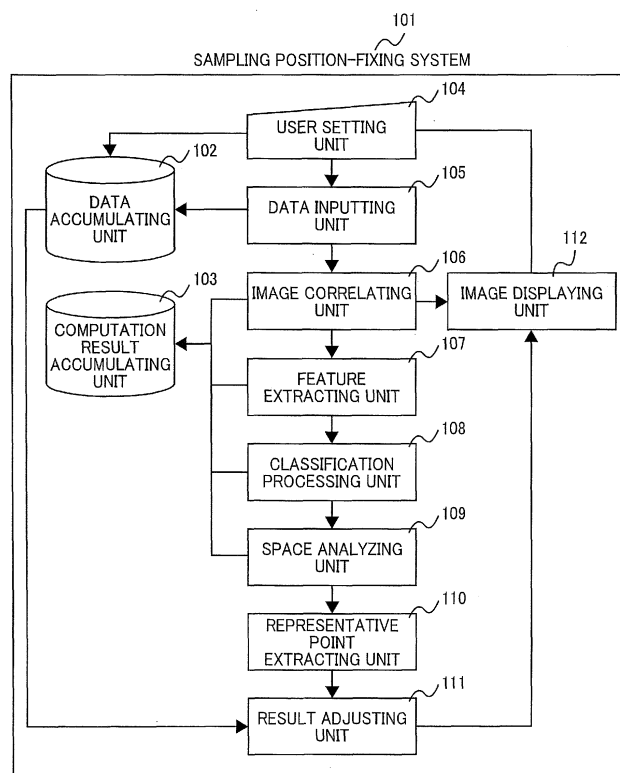 101
SAMPLING POSITION-FIXING SYSTEM
104
USER SETTING
UNIT
102
DATA
ACCUMULATING
UNIT
105
DATA INPUTTING
UNIT
106
IMAGE CORRELATING
UNIT
112
IMAGE DISPLAYING
UNIT
103
COMPUTATION
RESULT
ACCUMULATING
UNIT
107
FEATURE
EXTRACTING UNIT
108
CLASSIFICATION
PROCESSING UNIT
109
SPACE ANALYZING
UNIT
110
REPRESENTATIVE
POINT
EXTRACTING UNIT
111
RESULT ADJUSTING
UNIT